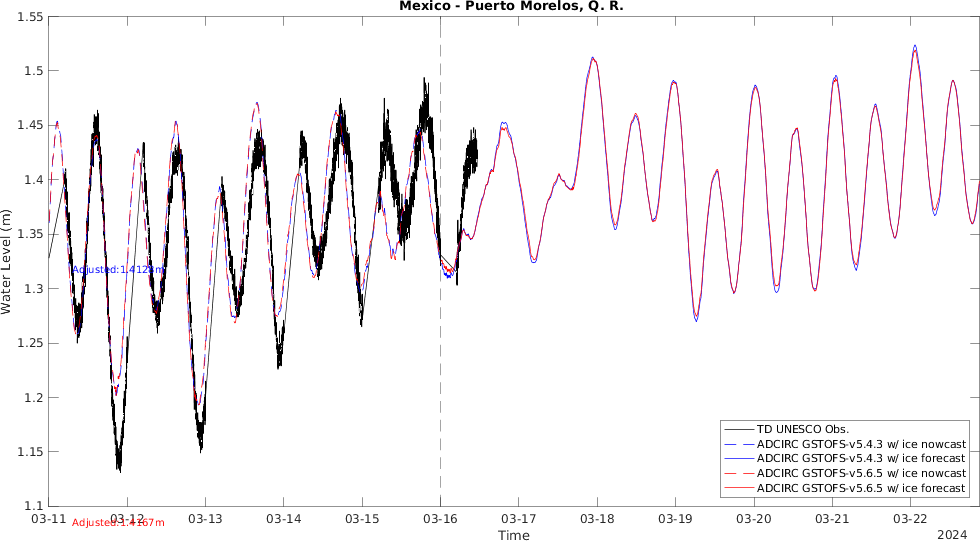 Mexico - Puerto Morelos, Q. R.
1.55
1.5
1.45
1.4
1.35
1.3
1.25
1.2
1.15
1.1
Water Level (m)
Adjusted:1.4128m
Adjusted:1.4167m
TD UNESCO Obs.
ADCIRC GSTOFS-v5.4.3 w/ ice nowcast
ADCIRC GSTOFS-v5.4.3 w/ ice forecast
ADCIRC GSTOFS-v5.6.5 w/ ice nowcast
ADCIRC GSTOFS-v5.6.5 w/ ice forecast
03-11 03-12 03-13 03-14 03-15 03-16 03-17 03-18 03-19 03-20 03-21 03-22
Time
2024